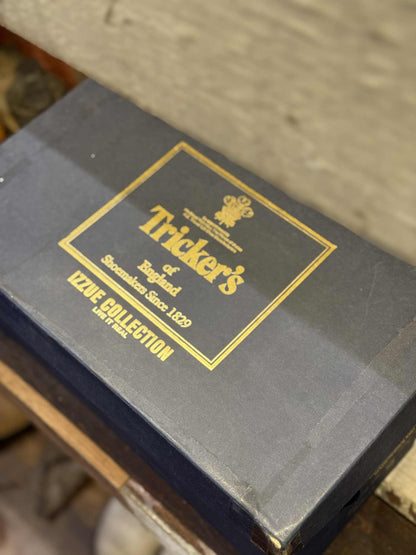 Tricker's
of
England
Shoemakers Since 1829
IZZUE COLLECTION
LIVE IT REAL